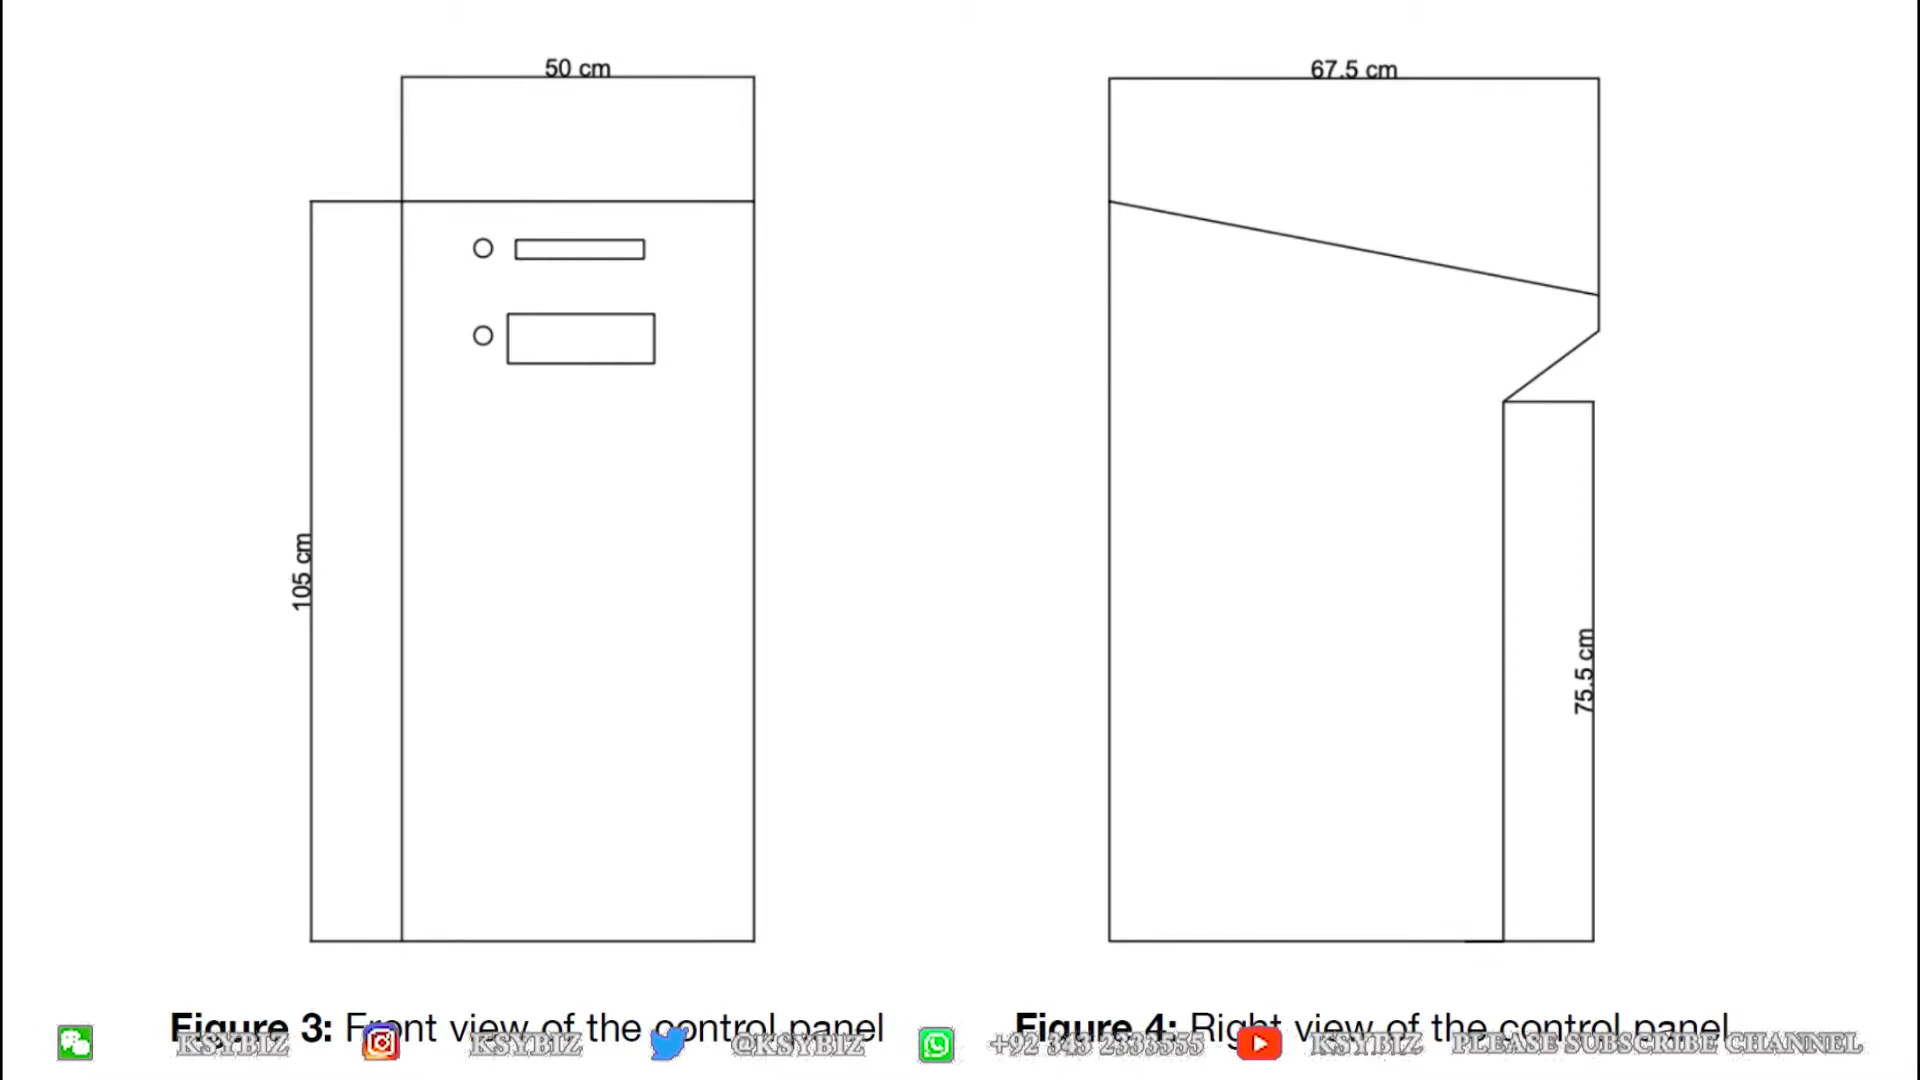 50 cm
67.5 cm
105 cm
75.5 cm
Figure 3: Front view of the control panel
Figure 4: Right view of the control panel
KSYBIZ KSYBIZ @KSYBIZ +92 343 2333555 KSYBIZ PLEASE SUBSCRIBE CHANNEL